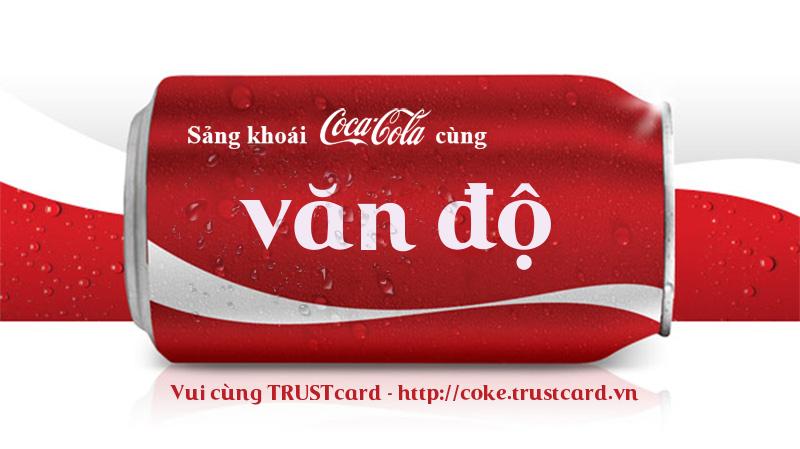 Sảng khoái Coca-Cola cùng
văn độ
Vui cùng TRUSTcard - http://coke.trustcard.vn